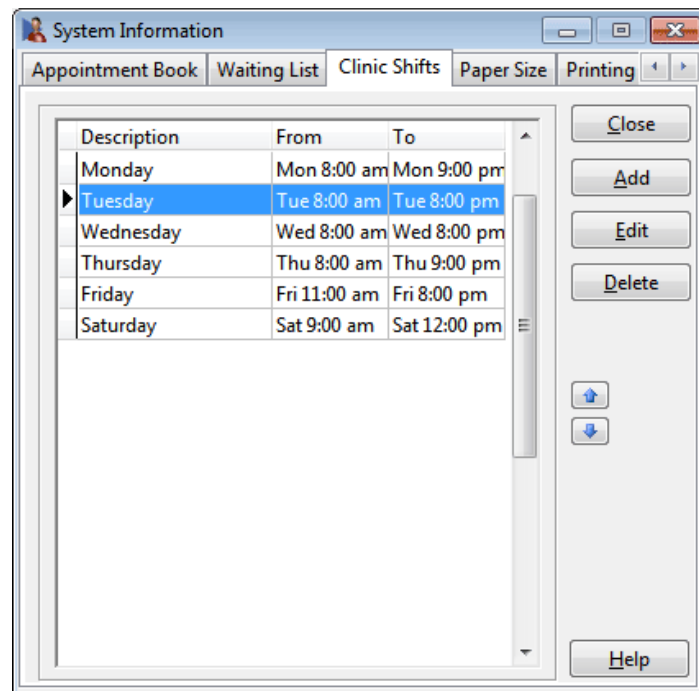 System Information
Appointment Book Waiting List Clinic Shifts Paper Size Printing
Close
Description From To
Monday Mon 8:00 am Mon 9:00 pm
Add
Tuesday Tue 8:00 am Tue 8:00 pm
Wednesday Wed 8:00 am Wed 8:00 pm
Edit
Thursday Thu 8:00 am Thu 9:00 pm
Delete
Friday Fri 11:00 am Fri 8:00 pm
Saturday Sat 9:00 am Sat 12:00 pm
Help